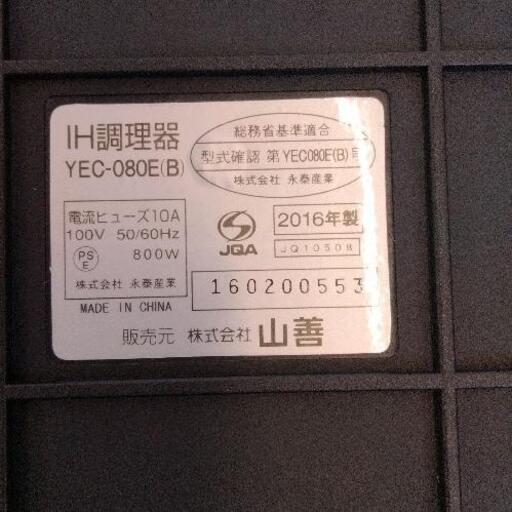 IH調理器
YEC-080E(B)
総務省基準適合
型式確認 第YEC080E(B)号
株式会社 永泰産業
電流ヒューズ10A
100V 50/60Hz
PS
E
800W
株式会社 永泰産業
MADE IN CHINA
JQA
2016年製
JQ1050B
160200553
販売元 株式会社 山善